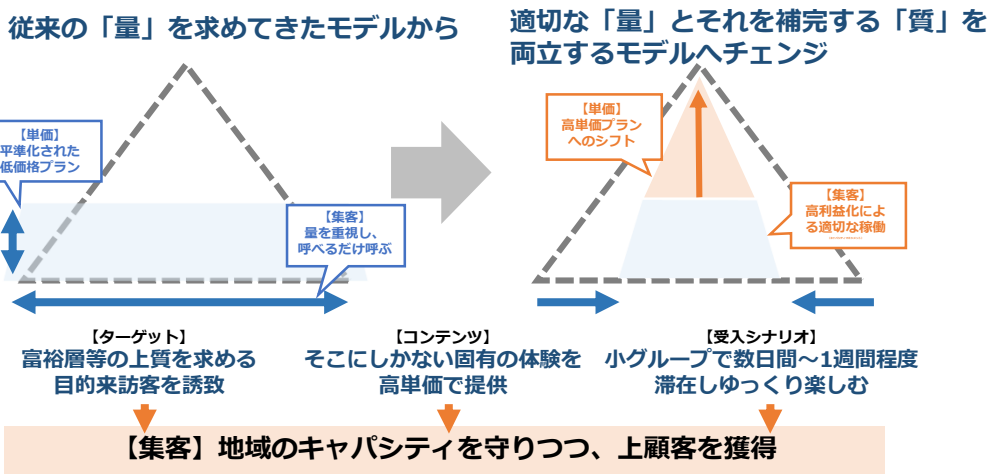 従来の「量」を求めてきたモデルから
適切な「量」とそれを補完する「質」を
両立するモデルへチェンジ
【単価】
平準化された
低価格プラン
【集客】
量を重視し、
呼べるだけ呼ぶ
【単価】
高単価プラン
へのシフト
【集客】
高利益化によ
る適切な稼働
【ターゲット】
富裕層等の上質を求める
目的来訪客を誘致
【コンテンツ】
そこにしかない固有の体験を
高単価で提供
【受入シナリオ】
小グループで数日間～1週間程度
滞在しゆっくり楽しむ
【集客】地域のキャパシティを守りつつ、上顧客を獲得